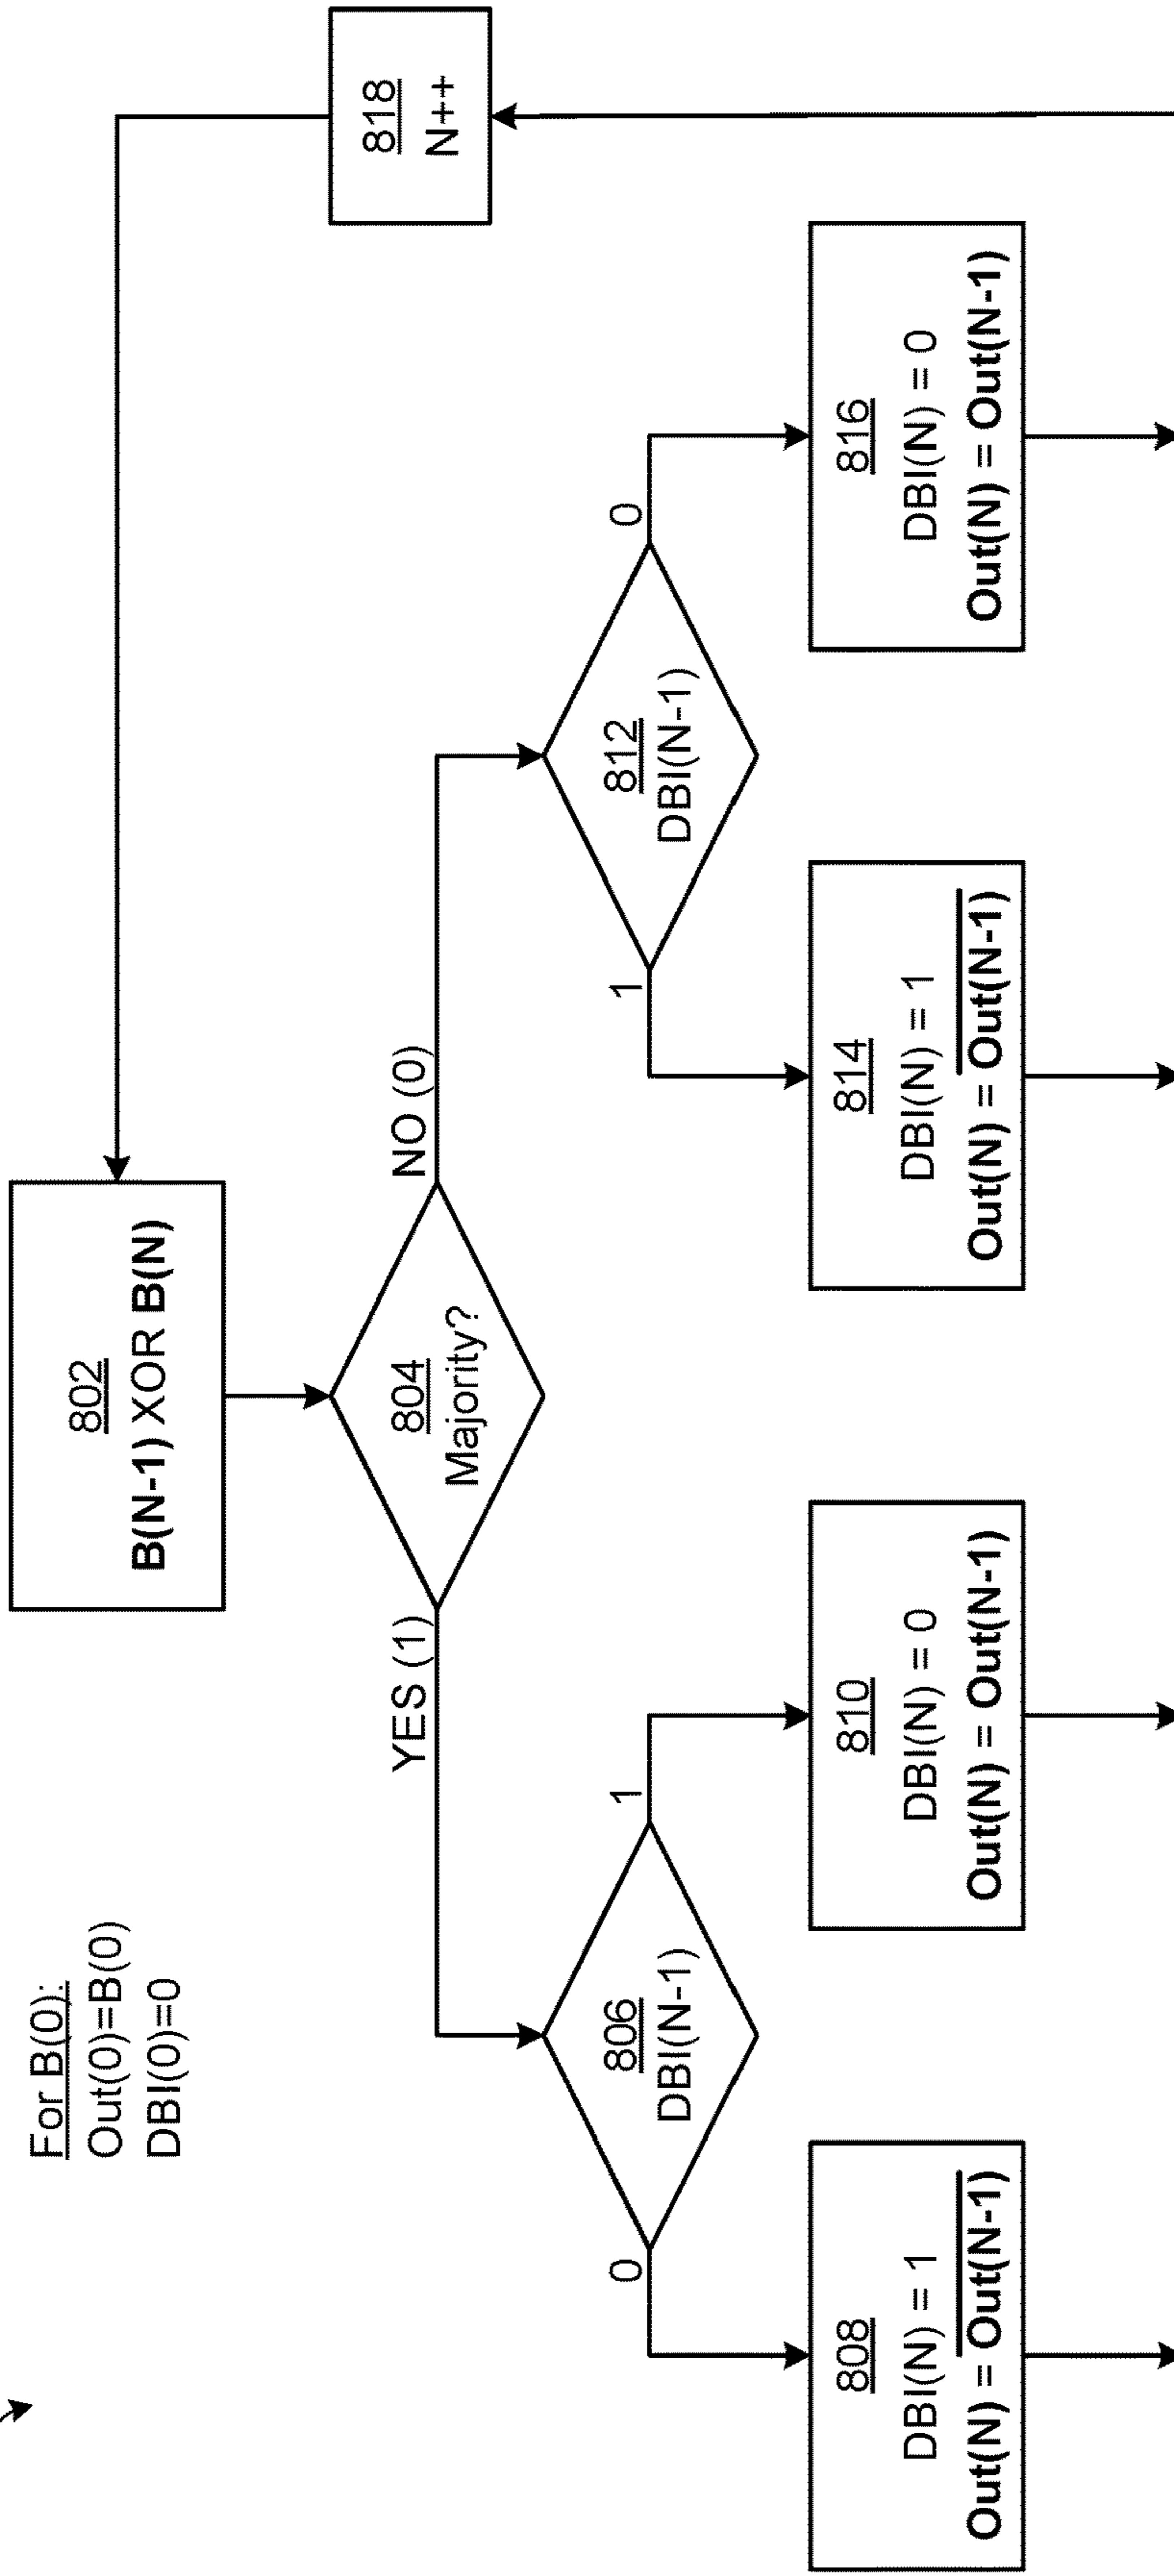 For B(0):
Out(0)=B(0)
DBI(0)=0
802
B(N-1) XOR B(N)
818
N++
804
Majority?
YES (1)
NO (0)
806
DBI(N-1)
0
1
812
DBI(N-1)
1
0
808
DBI(N) = 1
Out(N) = O̅u̅t̅(̅N̅-̅1̅)̅
810
DBI(N) = 0
Out(N) = Out(N-1)
814
DBI(N) = 1
Out(N) = O̅u̅t̅(̅N̅-̅1̅)̅
816
DBI(N) = 0
Out(N) = Out(N-1)